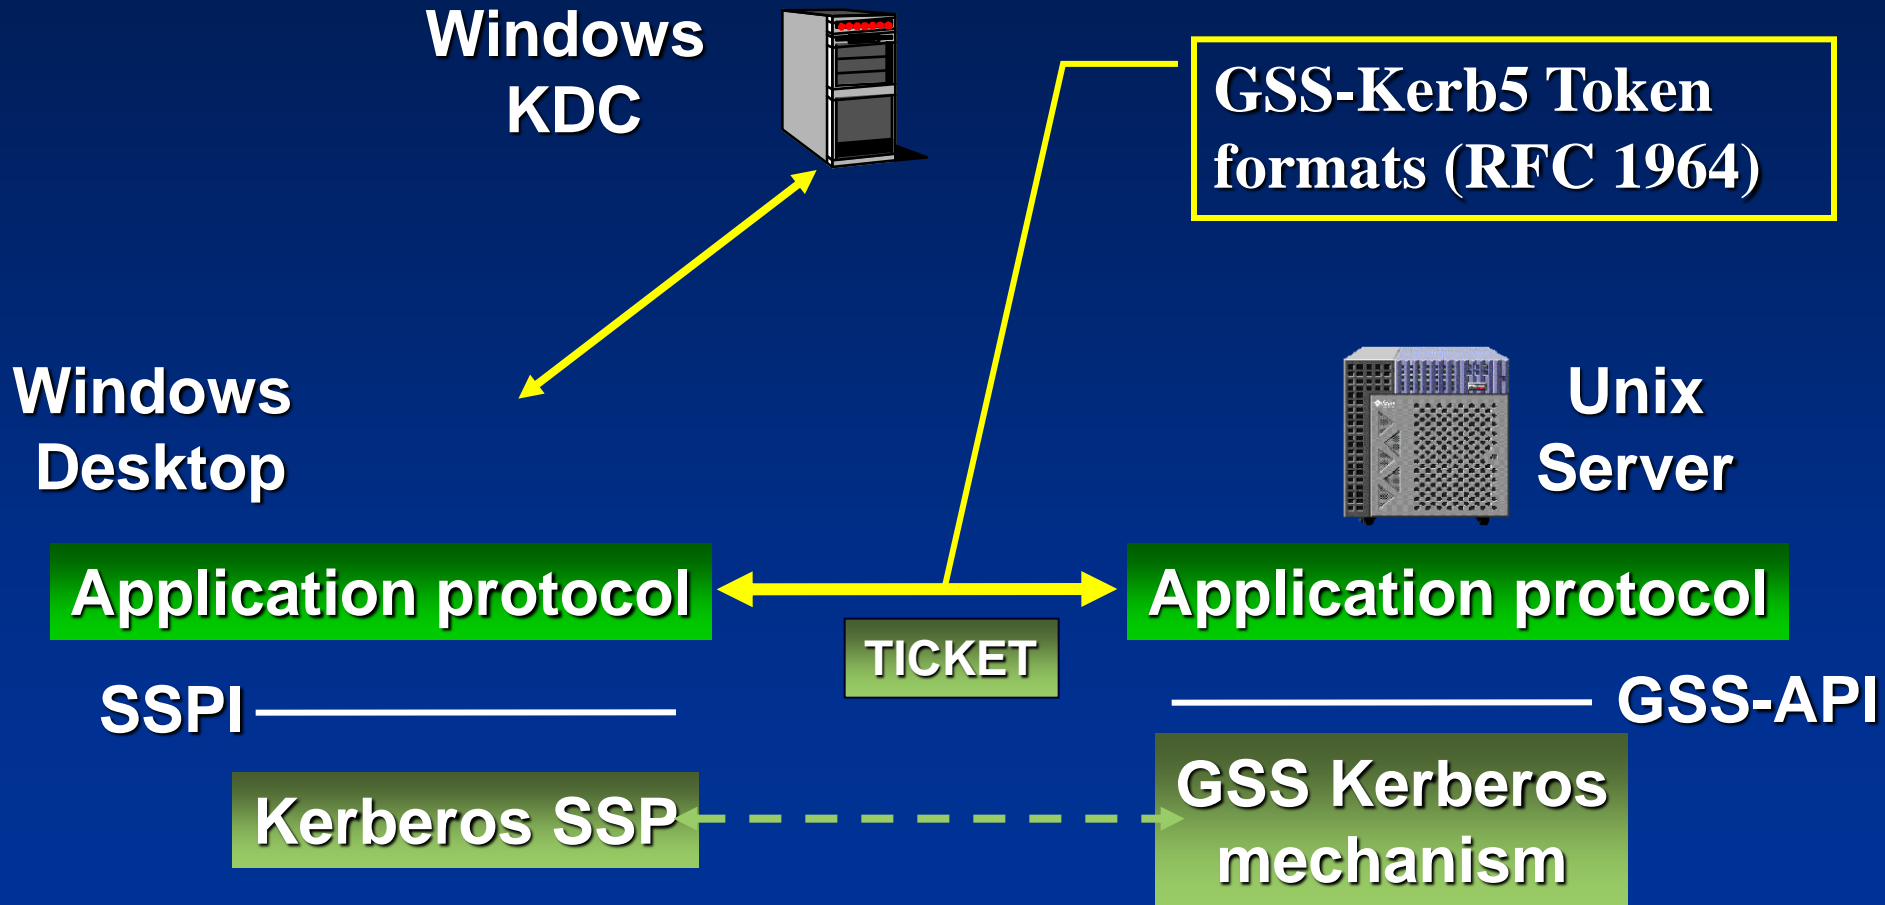 Windows
KDC
GSS-Kerb5 Token
formats (RFC 1964)
Windows
Desktop
Unix
Server
Application protocol
Application protocol
TICKET
SSPI
GSS-API
Kerberos SSP
GSS Kerberos
mechanism